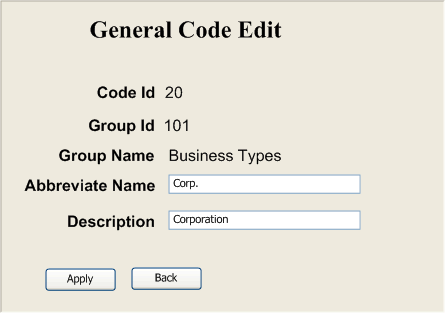 General Code Edit
Code Id 20
Group Id 101
Group Name Business Types
Abbreviate Name Corp.
Description Corporation
Apply Back